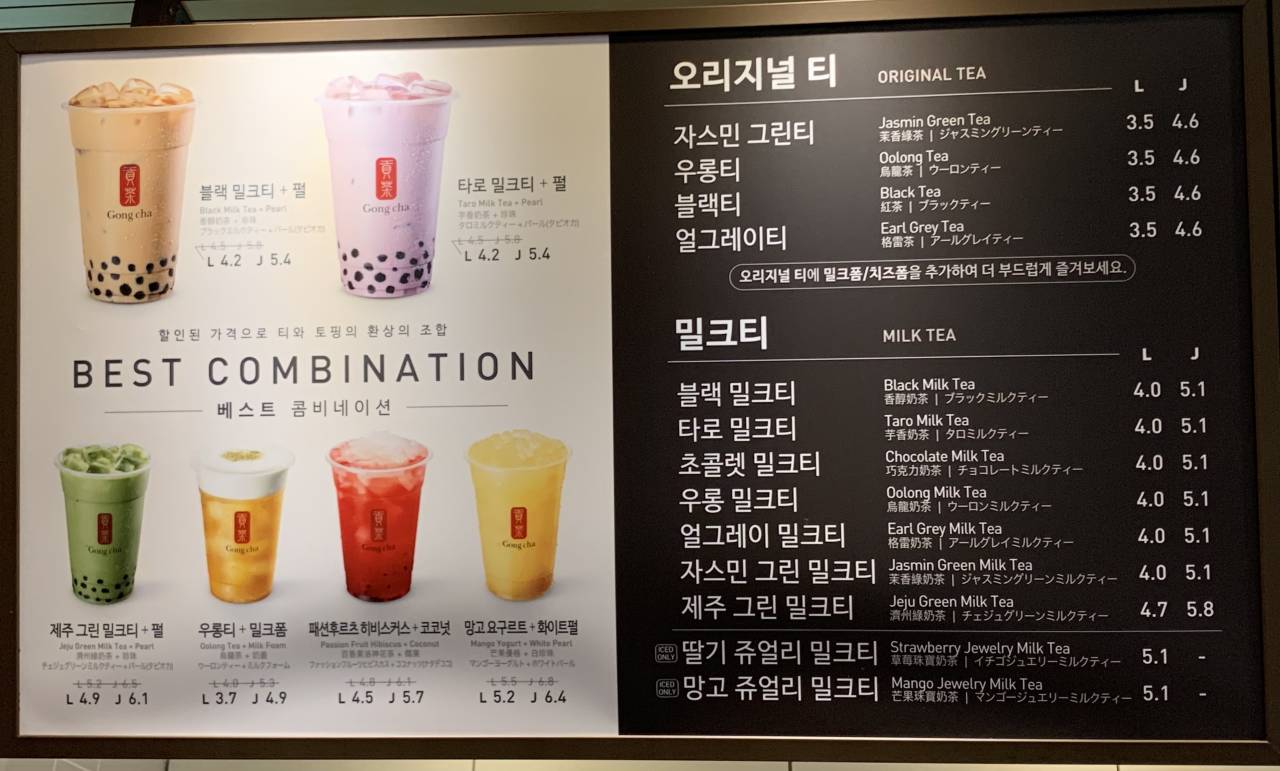 貢茶
Gong cha
블랙 밀크티 + 펄
Black Milk Tea + Pearl
香醇奶茶 + 珍珠
ブラックミルクティー+パール(タピオカ)
L 4.5 J 5.8
L 4.2 J 5.4
貢茶
Gong cha
타로 밀크티 + 펄
Taro Milk Tea + Pearl
芋香奶茶 + 珍珠
タロミルクティー+パール(タピオカ)
L 4.5 J 5.8
L 4.2 J 5.4
할인된 가격으로 티와 토핑의 환상의 조합
BEST COMBINATION
베스트 콤비네이션
貢茶
Gong cha
제주 그린 밀크티 + 펄
Jeju Green Milk Tea + Pearl
濟州綠奶茶 + 珍珠
チェジュグリーンミルクティー+パール(タピオカ)
L 5.2 J 6.5
L 4.9 J 6.1
貢茶
Gong cha
우롱티 + 밀크폼
Oolong Tea + Milk Foam
烏龍茶 + 奶蓋
ウーロンティー+ミルクフォーム
L 4.0 J 5.3
L 3.7 J 4.9
貢茶
Gong cha
패션후르츠 히비스커스 + 코코넛
Passion Fruit Hibiscus + Coconut
ファッションフルーツヒビスカス+ココナッツ(ナタデココ)
L 4.8 J 6.1
L 4.5 J 5.7
貢茶
Gong cha
망고 요구르트 + 화이트펄
Mango Yogurt + White Pearl
芒果優格 + 白珍珠
マンゴーヨーグルト+ホワイトパール
L 5.5 J 6.8
L 5.2 J 6.4
오리지널 티 ORIGINAL TEA
L J
자스민 그린티 Jasmin Green Tea 3.5 4.6
茉香綠茶 | ジャスミングリーンティー
우롱티 Oolong Tea 3.5 4.6
烏龍茶 | ウーロンティー
블랙티 Black Tea 3.5 4.6
紅茶 | ブラックティー
얼그레이티 Earl Grey Tea 3.5 4.6
格雷茶 | アールグレイティー
오리지널 티에 밀크폼/치즈폼을 추가하여 더 부드럽게 즐겨보세요.
밀크티 MILK TEA
L J
블랙 밀크티 Black Milk Tea 4.0 5.1
香醇奶茶 | ブラックミルクティー
타로 밀크티 Taro Milk Tea 4.0 5.1
芋香奶茶 | タロミルクティー
초콜렛 밀크티 Chocolate Milk Tea 4.0 5.1
巧克力奶茶 | チョコレートミルクティー
우롱 밀크티 Oolong Milk Tea 4.0 5.1
烏龍奶茶 | ウーロンミルクティー
얼그레이 밀크티 Earl Grey Milk Tea 4.0 5.1
格雷奶茶 | アールグレイミルクティー
자스민 그린 밀크티 Jasmin Green Milk Tea 4.0 5.1
茉香綠奶茶 | ジャスミングリーンミルクティー
제주 그린 밀크티 Jeju Green Milk Tea 4.7 5.8
濟州綠奶茶 | チェジュグリーンミルクティー
ICED ONLY 딸기 쥬얼리 밀크티 Strawberry Jewelry Milk Tea 5.1 -
草莓珠寶奶茶 | イチゴジュエリーミルクティー
ICED ONLY 망고 쥬얼리 밀크티 Mango Jewelry Milk Tea 5.1 -
芒果珠寶奶茶 | マンゴージュエリーミルクティー